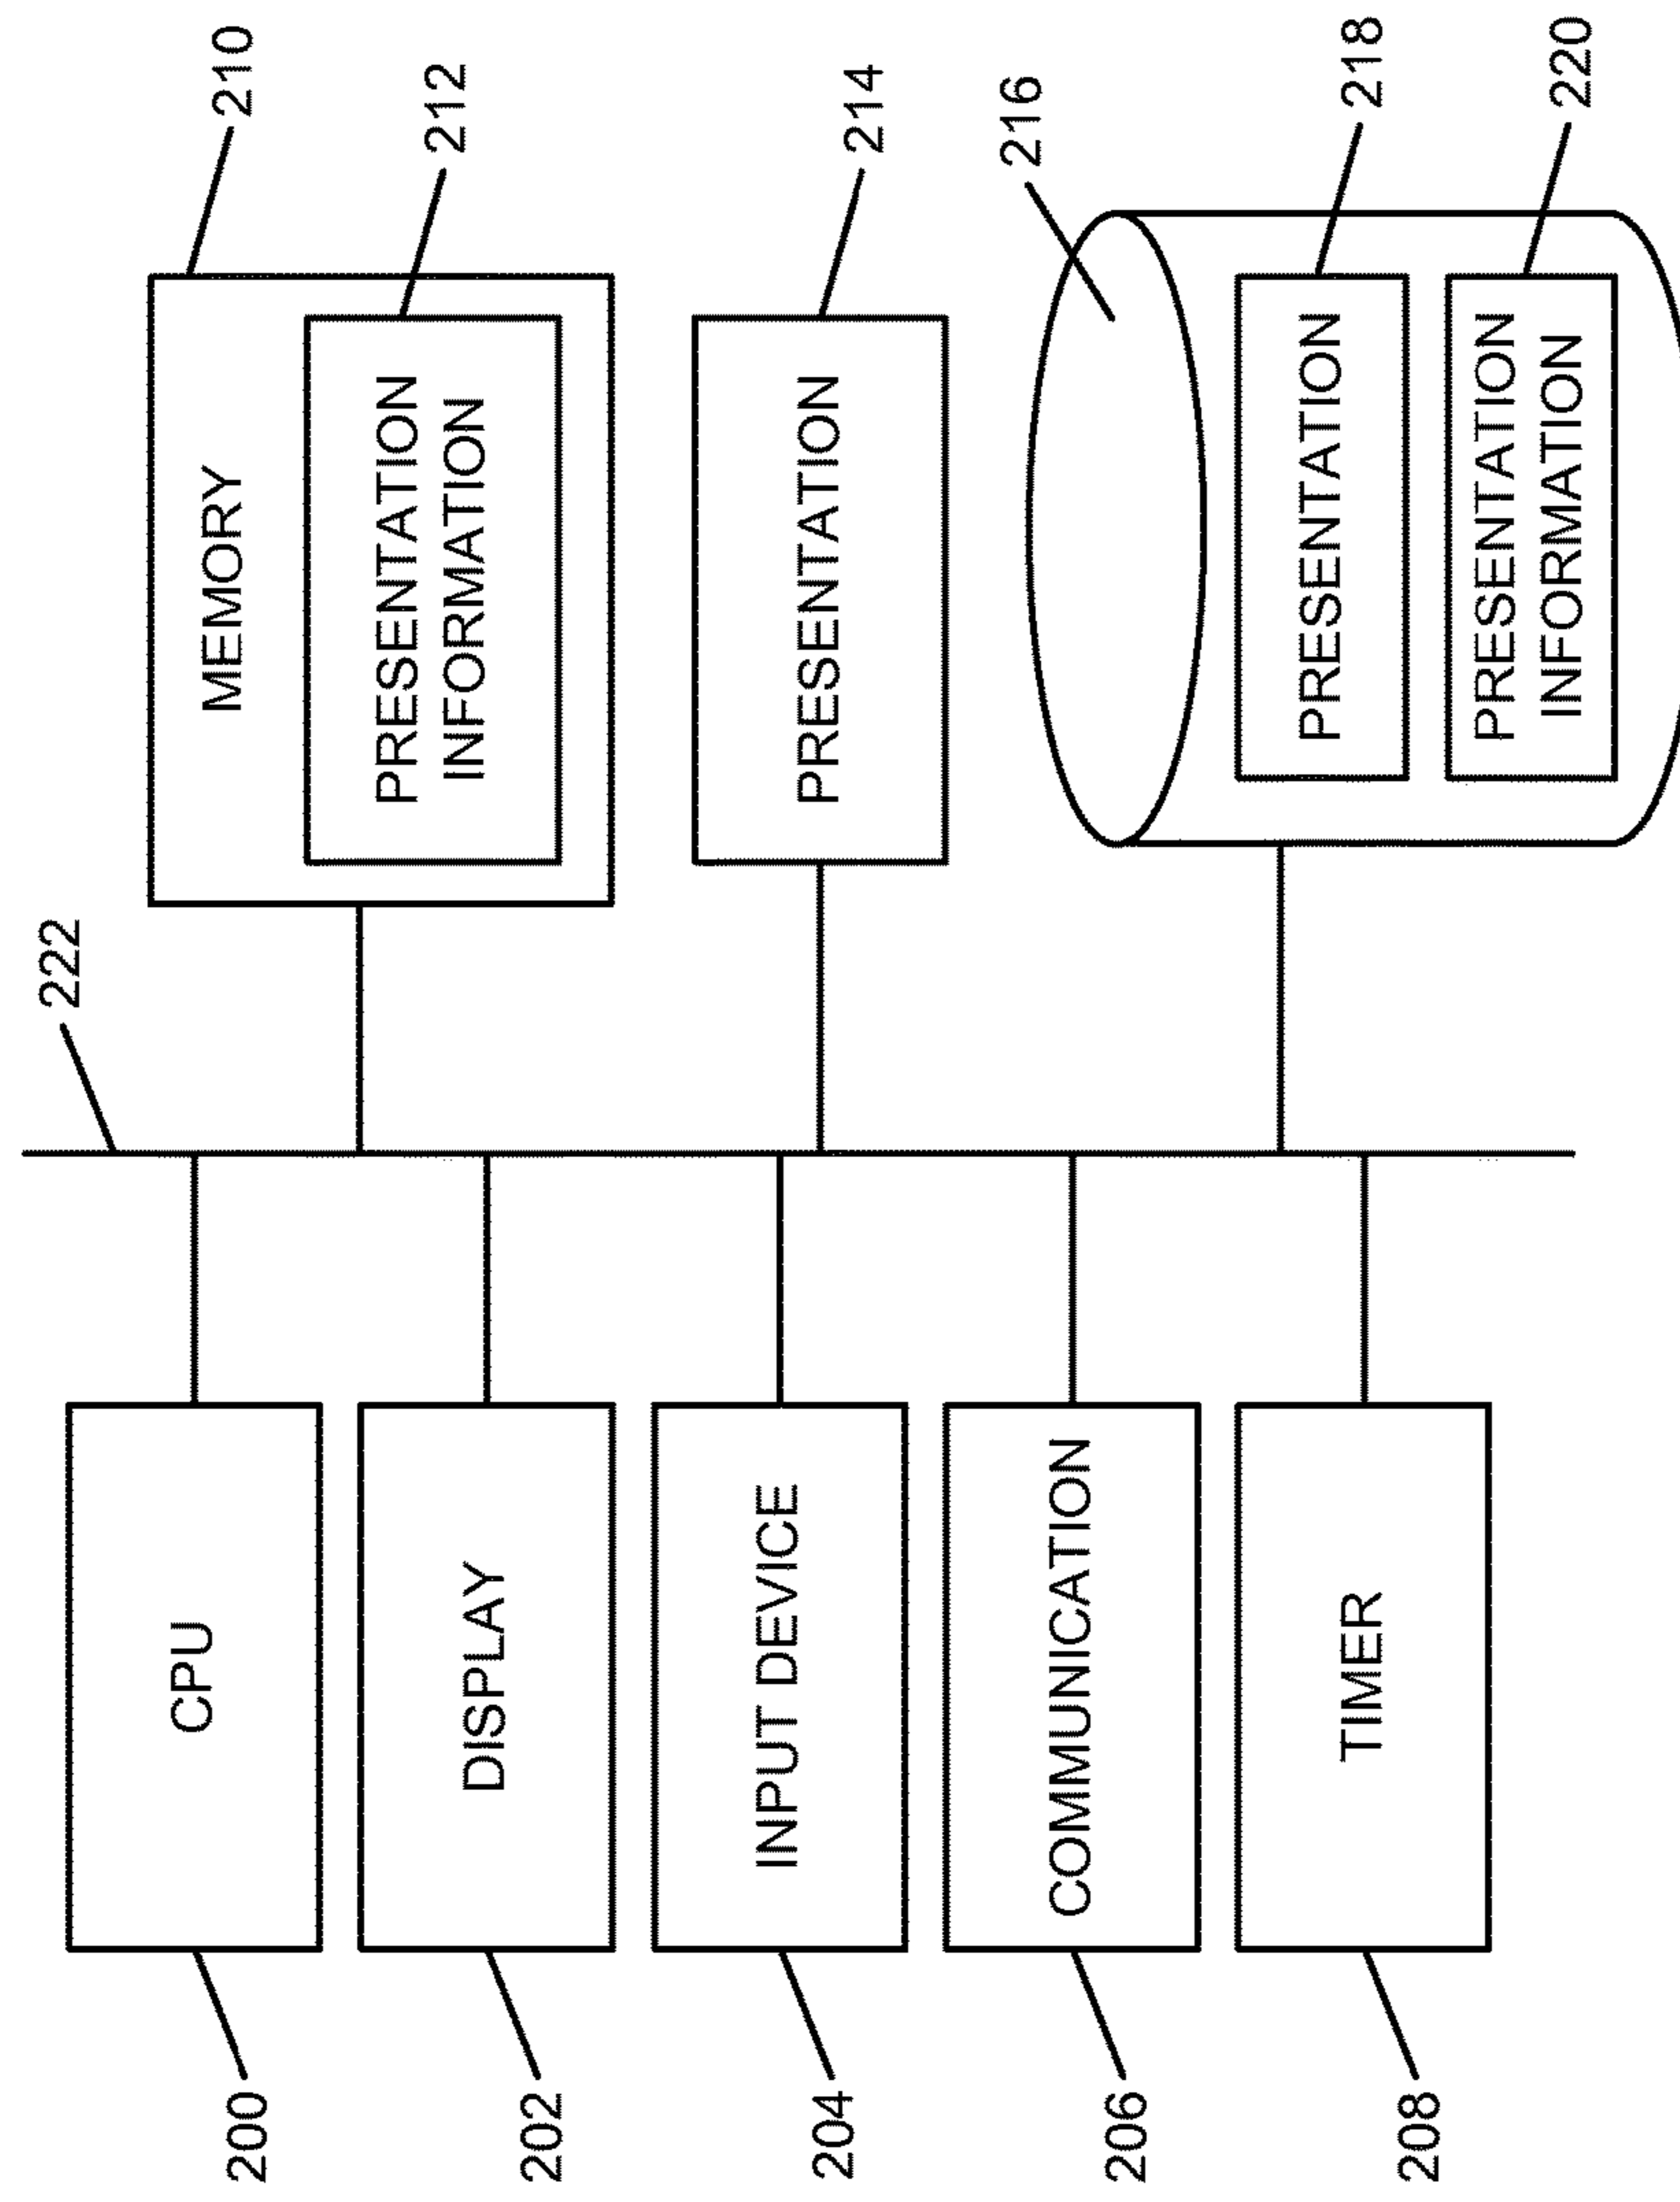 222
200
CPU
MEMORY
210
PRESENTATION
INFORMATION
212
202
DISPLAY
204
INPUT DEVICE
PRESENTATION
214
206
COMMUNICATION
216
208
TIMER
PRESENTATION
218
PRESENTATION
INFORMATION
220